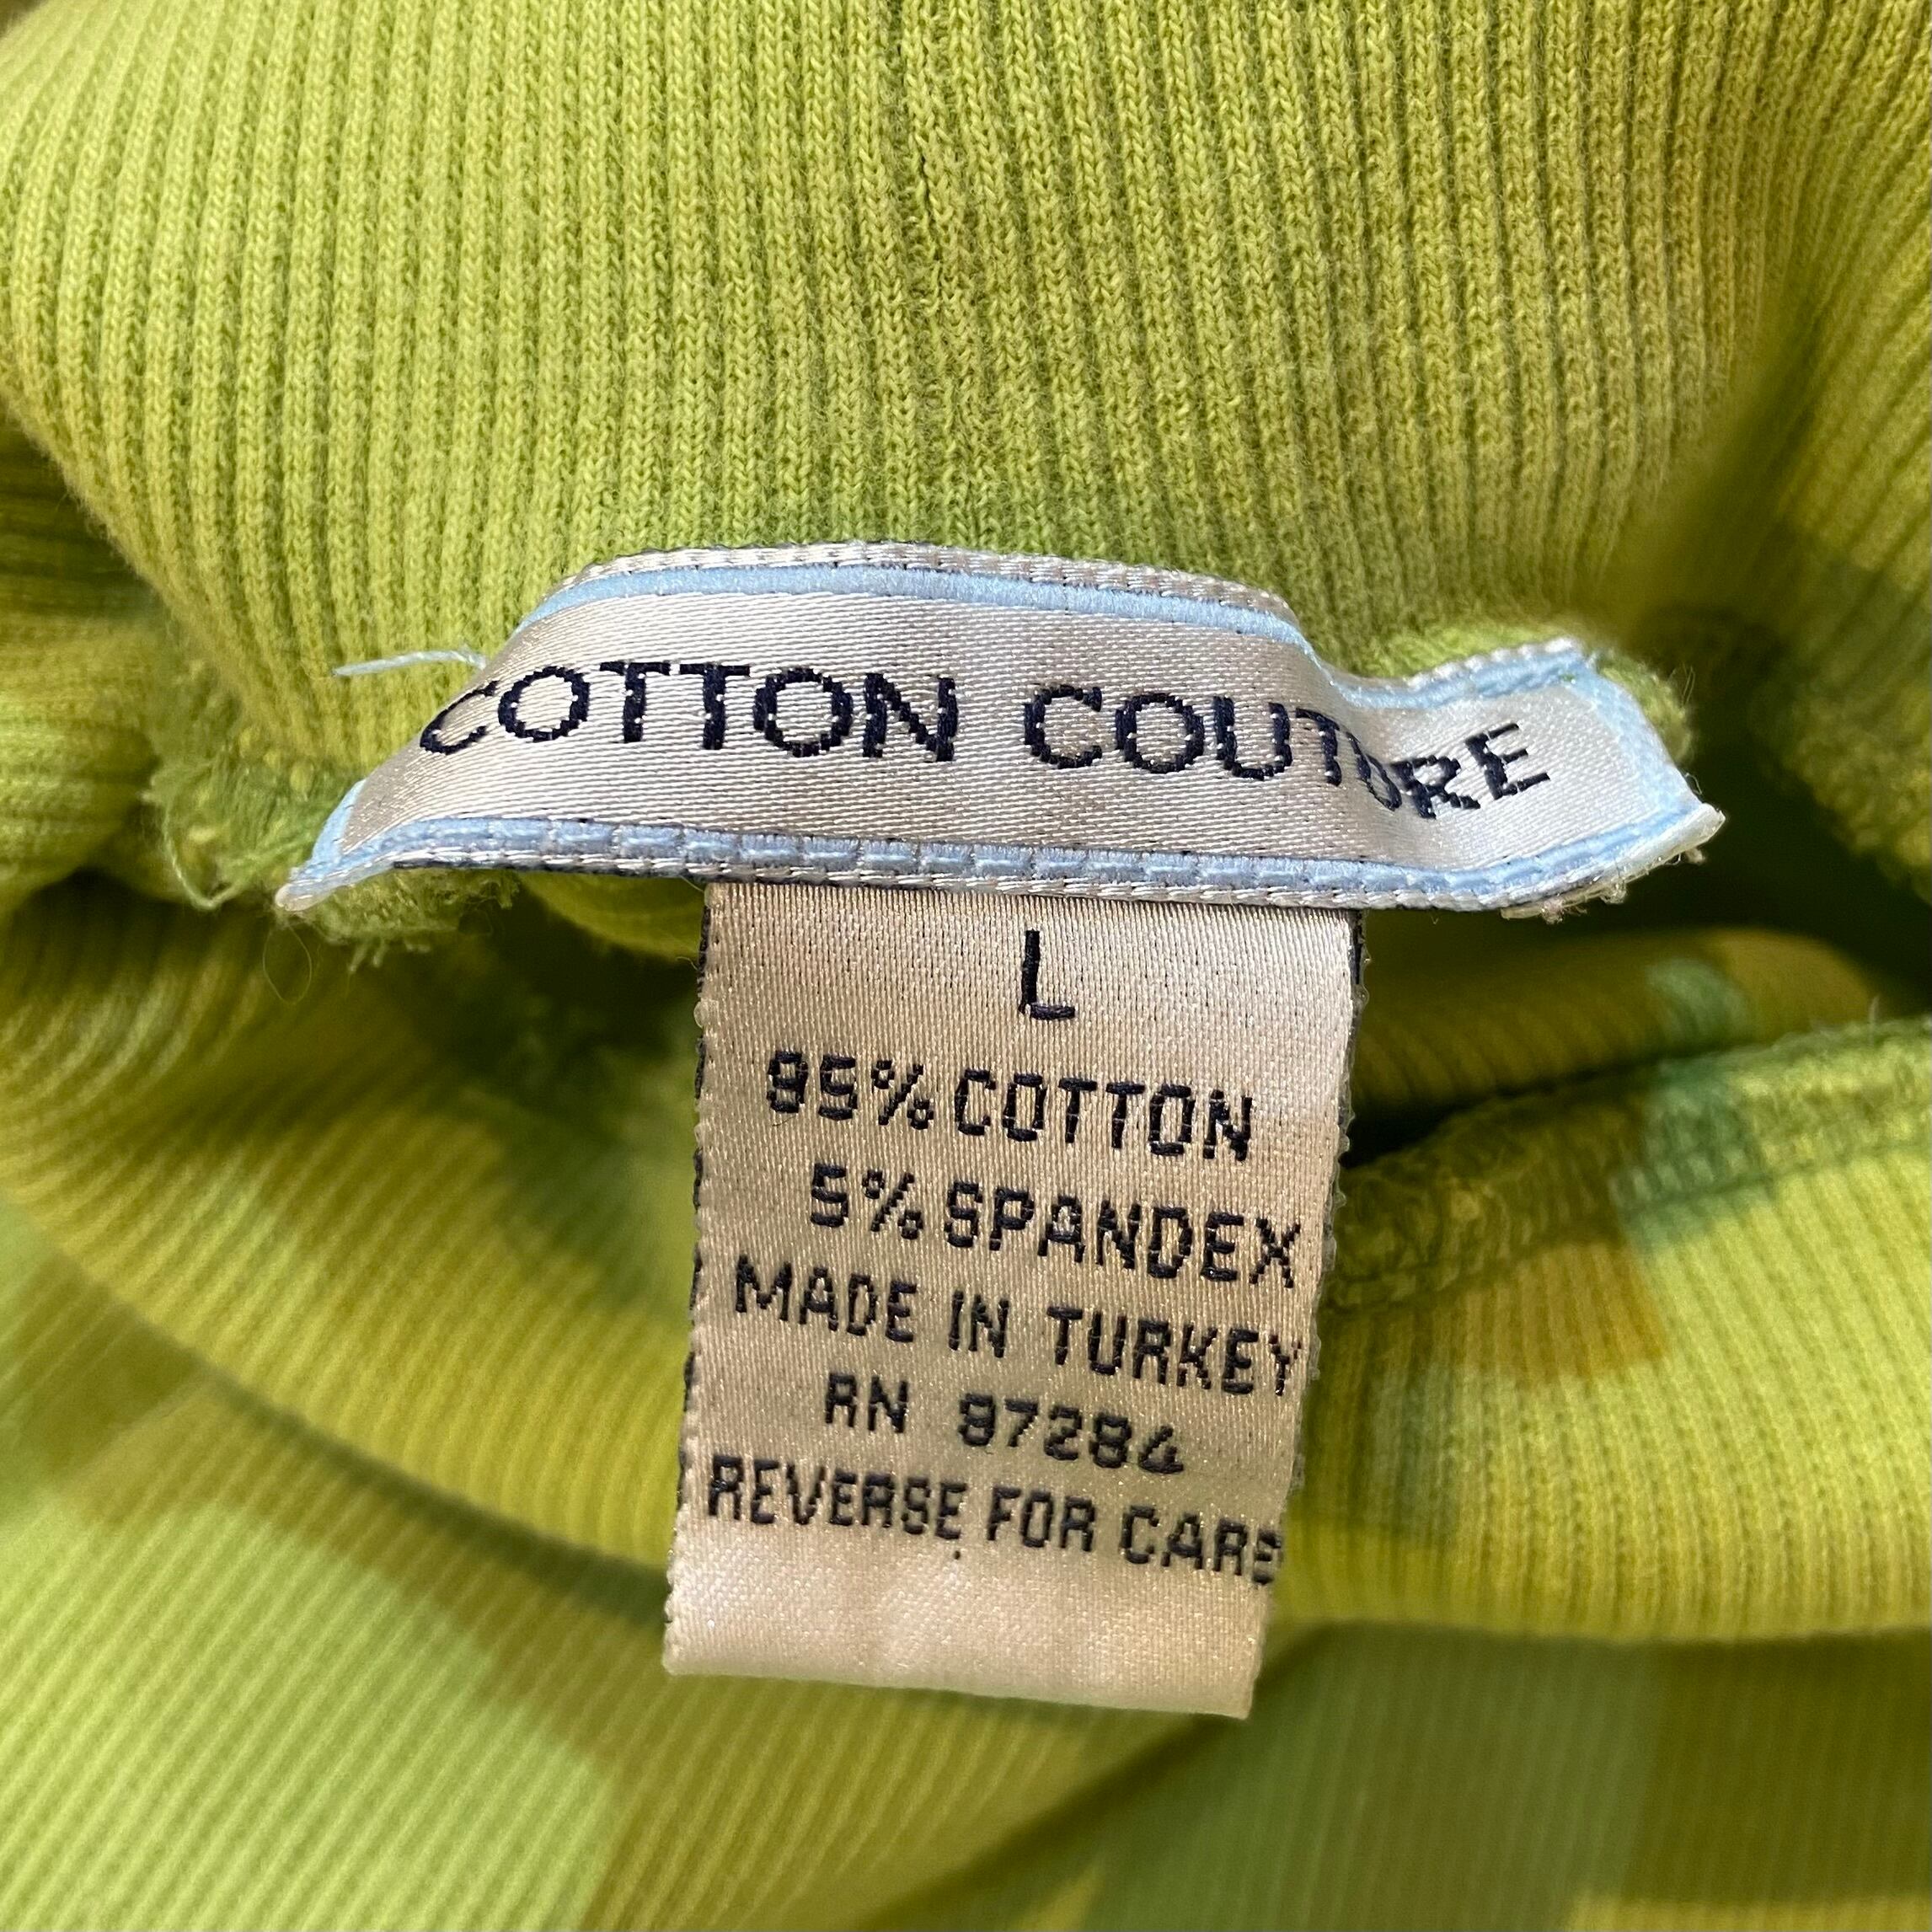 COTTON COUTURE
L
95% COTTON
5% SPANDEX
MADE IN TURKEY
RN 97284
REVERSE FOR CARE